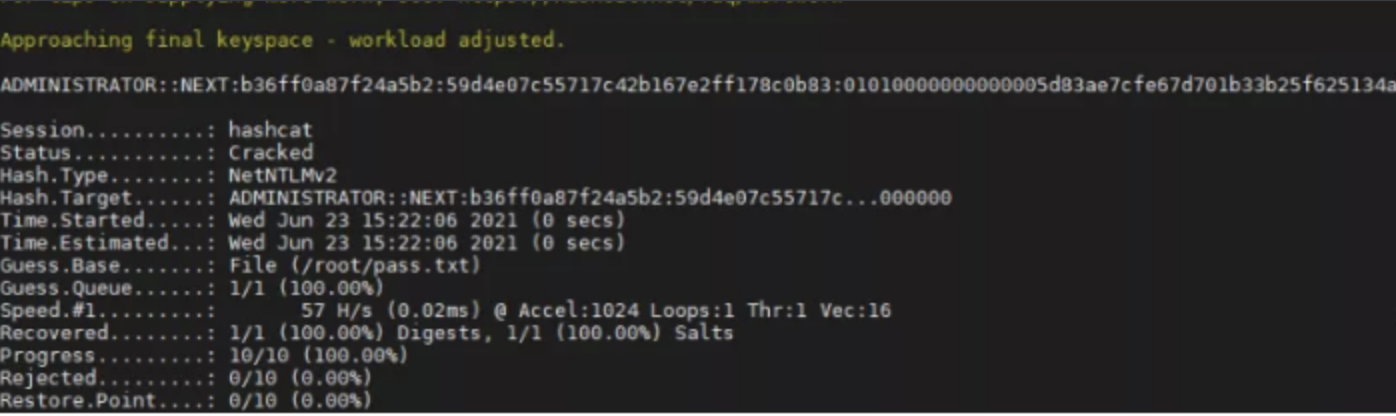 Approaching final keyspace - workload adjusted.
ADMINISTRATOR::NEXT:b36ff0a87f24a5b2:59d4e07c55717c42b167e2ff178c0b83:01010000000000005d83ae7cfe67d701b33b25f625134a
Session..........: hashcat
Status...........: Cracked
Hash.Type........: NetNTLMv2
Hash.Target......: ADMINISTRATOR::NEXT:b36ff0a87f24a5b2:59d4e07c55717c...000000
Time.Started.....: Wed Jun 23 15:22:06 2021 (0 secs)
Time.Estimated...: Wed Jun 23 15:22:06 2021 (0 secs)
Guess.Base.......: File (/root/pass.txt)
Guess.Queue......: 1/1 (100.00%)
Speed.#1.........:       57 H/s (0.02ms) @ Accel:1024 Loops:1 Thr:1 Vec:16
Recovered........: 1/1 (100.00%) Digests, 1/1 (100.00%) Salts
Progress.........: 10/10 (100.00%)
Rejected.........: 0/10 (0.00%)
Restore.Point....: 0/10 (0.00%)